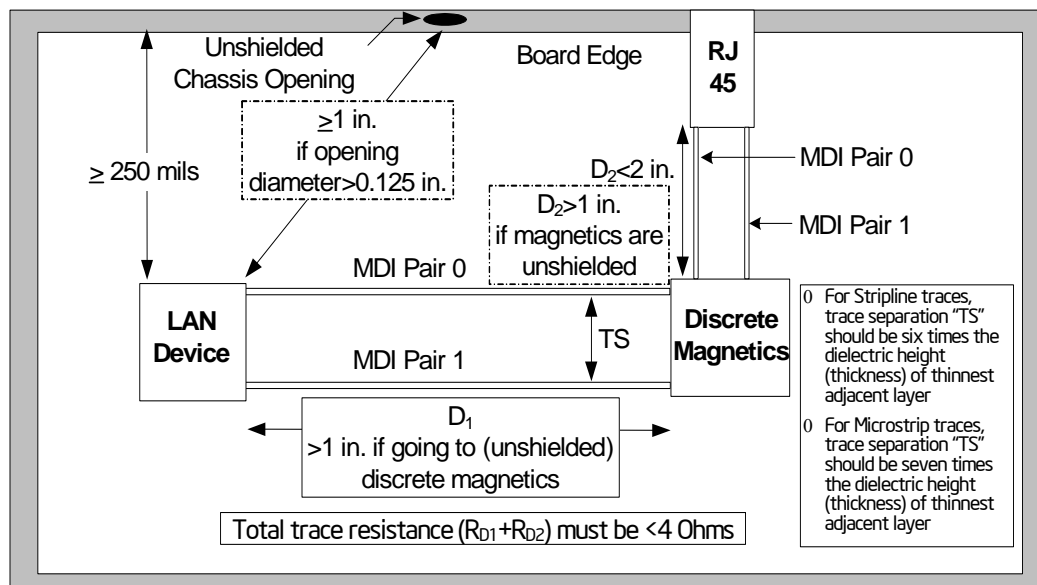 Unshielded
Chassis Opening
Board Edge
RJ
45
≥1 in.
if opening
diameter>0.125 in.
≥ 250 mils
D₂<2 in.
MDI Pair 0
MDI Pair 1
D₂>1 in.
if magnetics are
unshielded
MDI Pair 0
LAN
Device
TS
Discrete
Magnetics
MDI Pair 1
D₁
>1 in. if going to (unshielded)
discrete magnetics
0 For Stripline traces,
trace separation "TS"
should be six times the
dielectric height
(thickness) of thinnest
adjacent layer
0 For Microstrip traces,
trace separation "TS"
should be seven times
the dielectric height
(thickness) of thinnest
adjacent layer
Total trace resistance (R_D1+R_D2) must be <4 Ohms